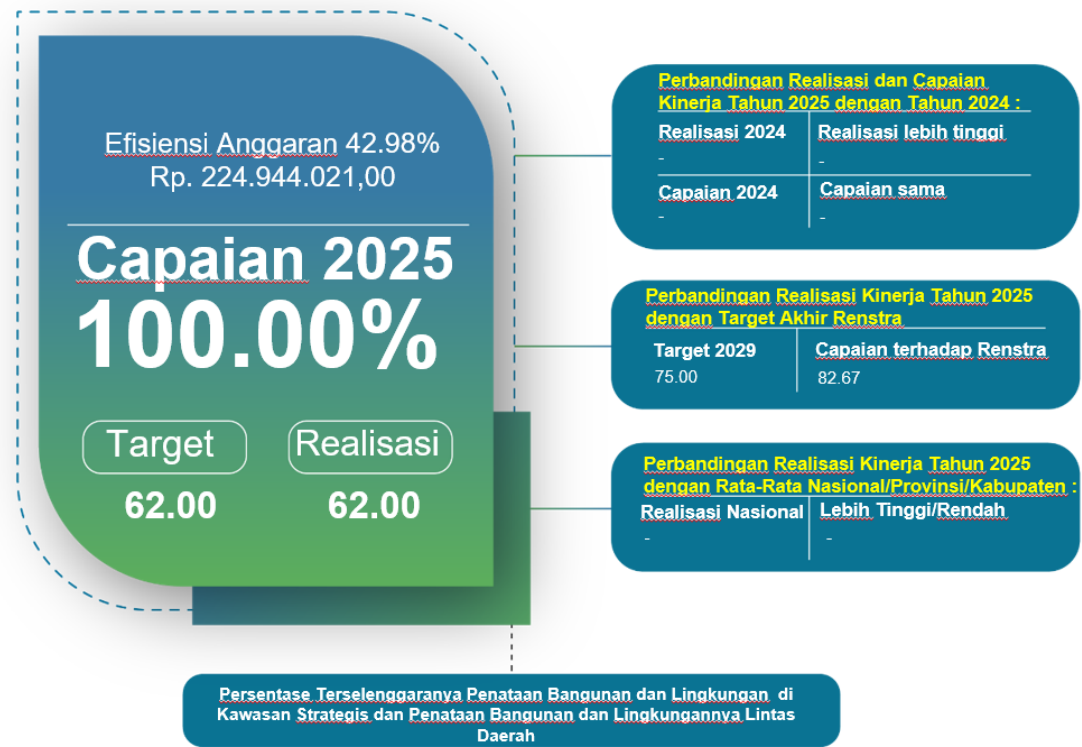 Efisiensi Anggaran 42.98%
Rp. 224.944.021,00
Capaian 2025
100.00%
Target
Realisasi
62.00
62.00
Perbandingan Realisasi dan Capaian
Kinerja Tahun 2025 dengan Tahun 2024 :
Realisasi 2024
Realisasi lebih tinggi
-
-
Capaian 2024
Capaian sama
-
-
Perbandingan Realisasi Kinerja Tahun 2025
dengan Target Akhir Renstra
Target 2029
Capaian terhadap Renstra
75.00
82.67
Perbandingan Realisasi Kinerja Tahun 2025
dengan Rata-Rata Nasional/Provinsi/Kabupaten :
Realisasi Nasional
Lebih Tinggi/Rendah
-
-
Persentase Terselenggaranya Penataan Bangunan dan Lingkungan di
Kawasan Strategis dan Penataan Bangunan dan Lingkungannya Lintas
Daerah